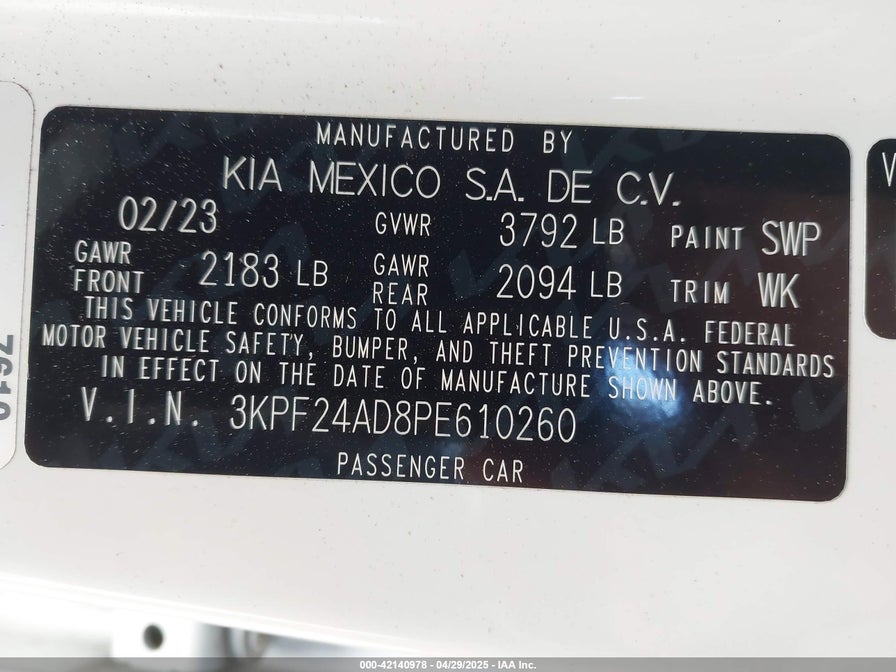 MANUFACTURED BY
KIA MEXICO S.A. DE C.V.
02/23 GVWR 3792 LB PAINT SWP
GAWR FRONT 2183 LB GAWR REAR 2094 LB TRIM WK
THIS VEHICLE CONFORMS TO ALL APPLICABLE U.S.A. FEDERAL
MOTOR VEHICLE SAFETY, BUMPER, AND THEFT PREVENTION STANDARDS
IN EFFECT ON THE DATE OF MANUFACTURE SHOWN ABOVE.
V.I.N. 3KPF24AD8PE610260
PASSENGER CAR
000-42140978 - 04/29/2025 - IAA Inc.